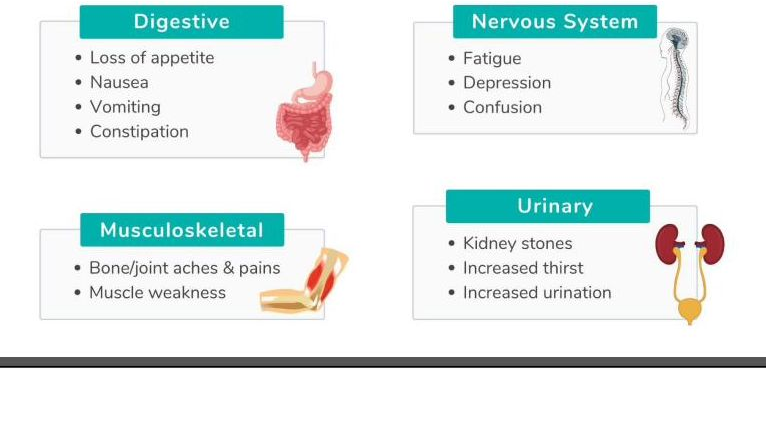 Digestive
• Loss of appetite
• Nausea
• Vomiting
• Constipation
Nervous System
• Fatigue
• Depression
• Confusion
Musculoskeletal
• Bone/joint aches & pains
• Muscle weakness
Urinary
• Kidney stones
• Increased thirst
• Increased urination